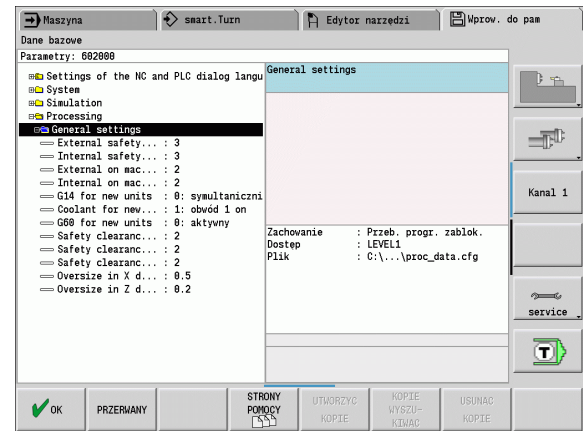 Maszyna
smart.Turn
Edytor narzędzi
Wprow. do pam
Dane bazowe
Parametry: 602000
Settings of the NC and PLC dialog langu
System
Simulation
Processing
General settings
External safety... : 3
Internal safety... : 3
External on mac... : 2
Internal on mac... : 2
G14 for new units : 0: symultaniczni
Coolant for new... : 1: obwód 1 on
G60 for new units : 0: aktywny
Safety clearanc... : 2
Safety clearanc... : 2
Safety clearanc... : 2
Oversize in X d... : 0.5
Oversize in Z d... : 0.2
General settings
Zachowanie : Przeb. progr. zablok.
Dostęp : LEVEL1
Plik : C:\...\proc_data.cfg
Kanal 1
service
T
OK
PRZERWANY
STRONY
POMOCY
UTWORZYC
KOPIE
KOPIE
WYSZU-
KIWAC
USUNAC
KOPIE